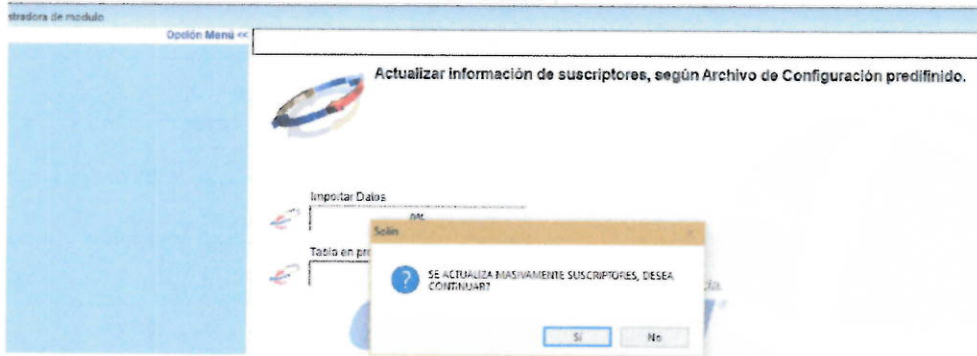 stradora de modulo
Opción Menú <<
Actualizar información de suscriptores, según Archivo de Configuración predifinido.
Importar Datos
0%
Tabla en pr
Solin
SE ACTUALIZA MASIVAMENTE SUSCRIPTORES, DESEA
CONTINUAR?
Sí
No